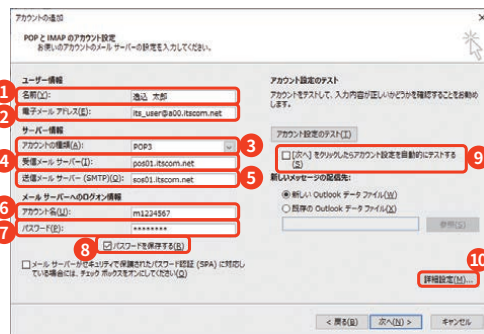 アカウントの追加
POP と IMAP のアカウント設定
お使いのアカウントのメール サーバーの設定を入力してください。
ユーザー情報
1 名前(Y): 逸込 太郎
2 電子メール アドレス(E): its_user@a00.itscom.net
サーバー情報
アカウントの種類(A): POP3 3
4 受信メール サーバー(I): pos01.itscom.net
送信メール サーバー (SMTP)(O): sos01.itscom.net 5
メール サーバーへのログオン情報
6 アカウント名(U): m1234567
7 パスワード(P): ********
8 パスワードを保存する(R)
メール サーバーがセキュリティで保護されたパスワード認証 (SPA) に対応し
ている場合には、チェック ボックスをオンにしてください(Q)
アカウント設定のテスト
アカウントをテストして、入力内容が正しいかどうかを確認することをお勧め
します。
アカウント設定のテスト(T)
[次へ] をクリックしたらアカウント設定を自動的にテストする
(S) 9
新しいメッセージの配信先:
新しい Outlook データ ファイル(W)
既存の Outlook データ ファイル(X)
参照(S)
10
詳細設定(M)...
< 戻る(B)
次へ(N) >
キャンセル